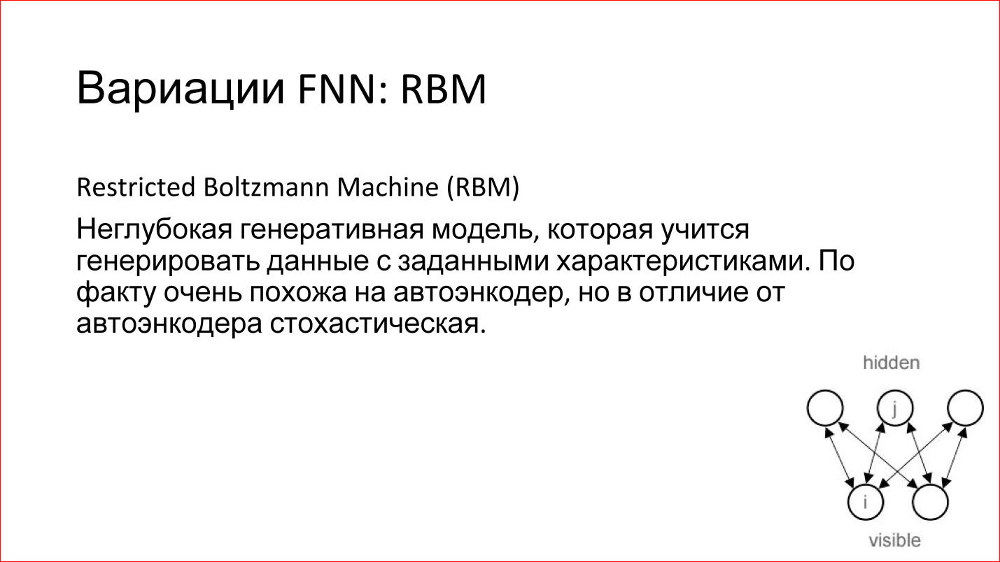 Вариации FNN: RBM
Restricted Boltzmann Machine (RBM)
Неглубокая генеративная модель, которая учится
генерировать данные с заданными характеристиками. По
факту очень похожа на автоэнкодер, но в отличие от
автоэнкодера стохастическая.
hidden
j
i
visible